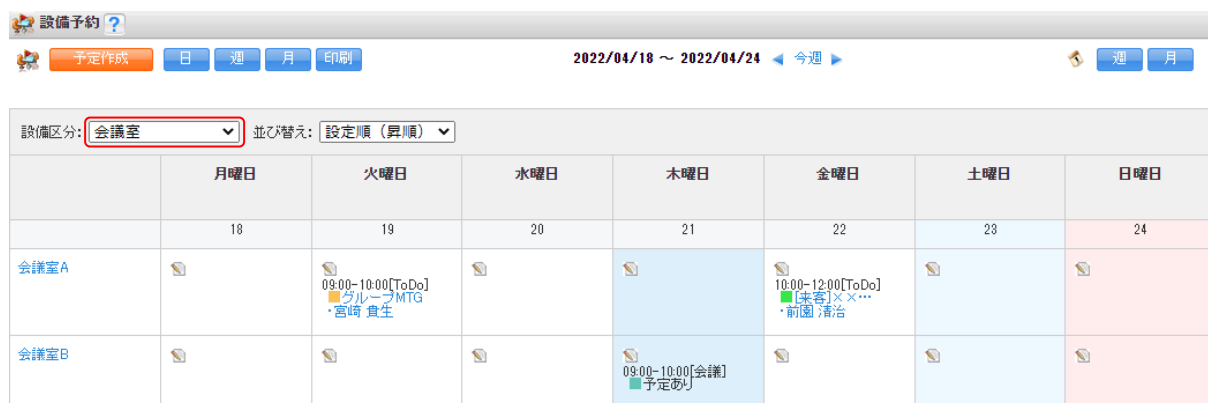 設備予約 ?
予定作成 日 週 月 印刷 2022/04/18 ～ 2022/04/24 今週 週 月
設備区分: 会議室 並び替え: 設定順（昇順）
月曜日 火曜日 水曜日 木曜日 金曜日 土曜日 日曜日
18 19 20 21 22 23 24
会議室A
09:00-10:00[ToDo]
グループMTG
・宮崎 貴生
10:00-12:00[ToDo]
[来客]××…
・前園 清治
会議室B
09:00-10:00[会議]
予定あり